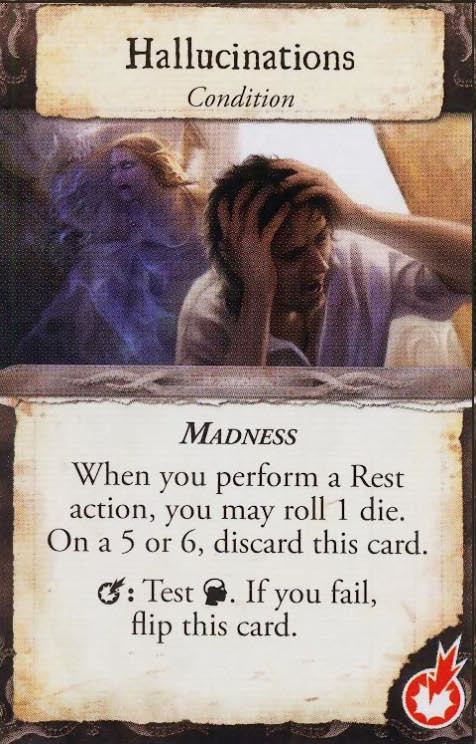 Hallucinations
Condition
MADNESS
When you perform a Rest
action, you may roll 1 die.
On a 5 or 6, discard this card.
: Test . If you fail,
flip this card.